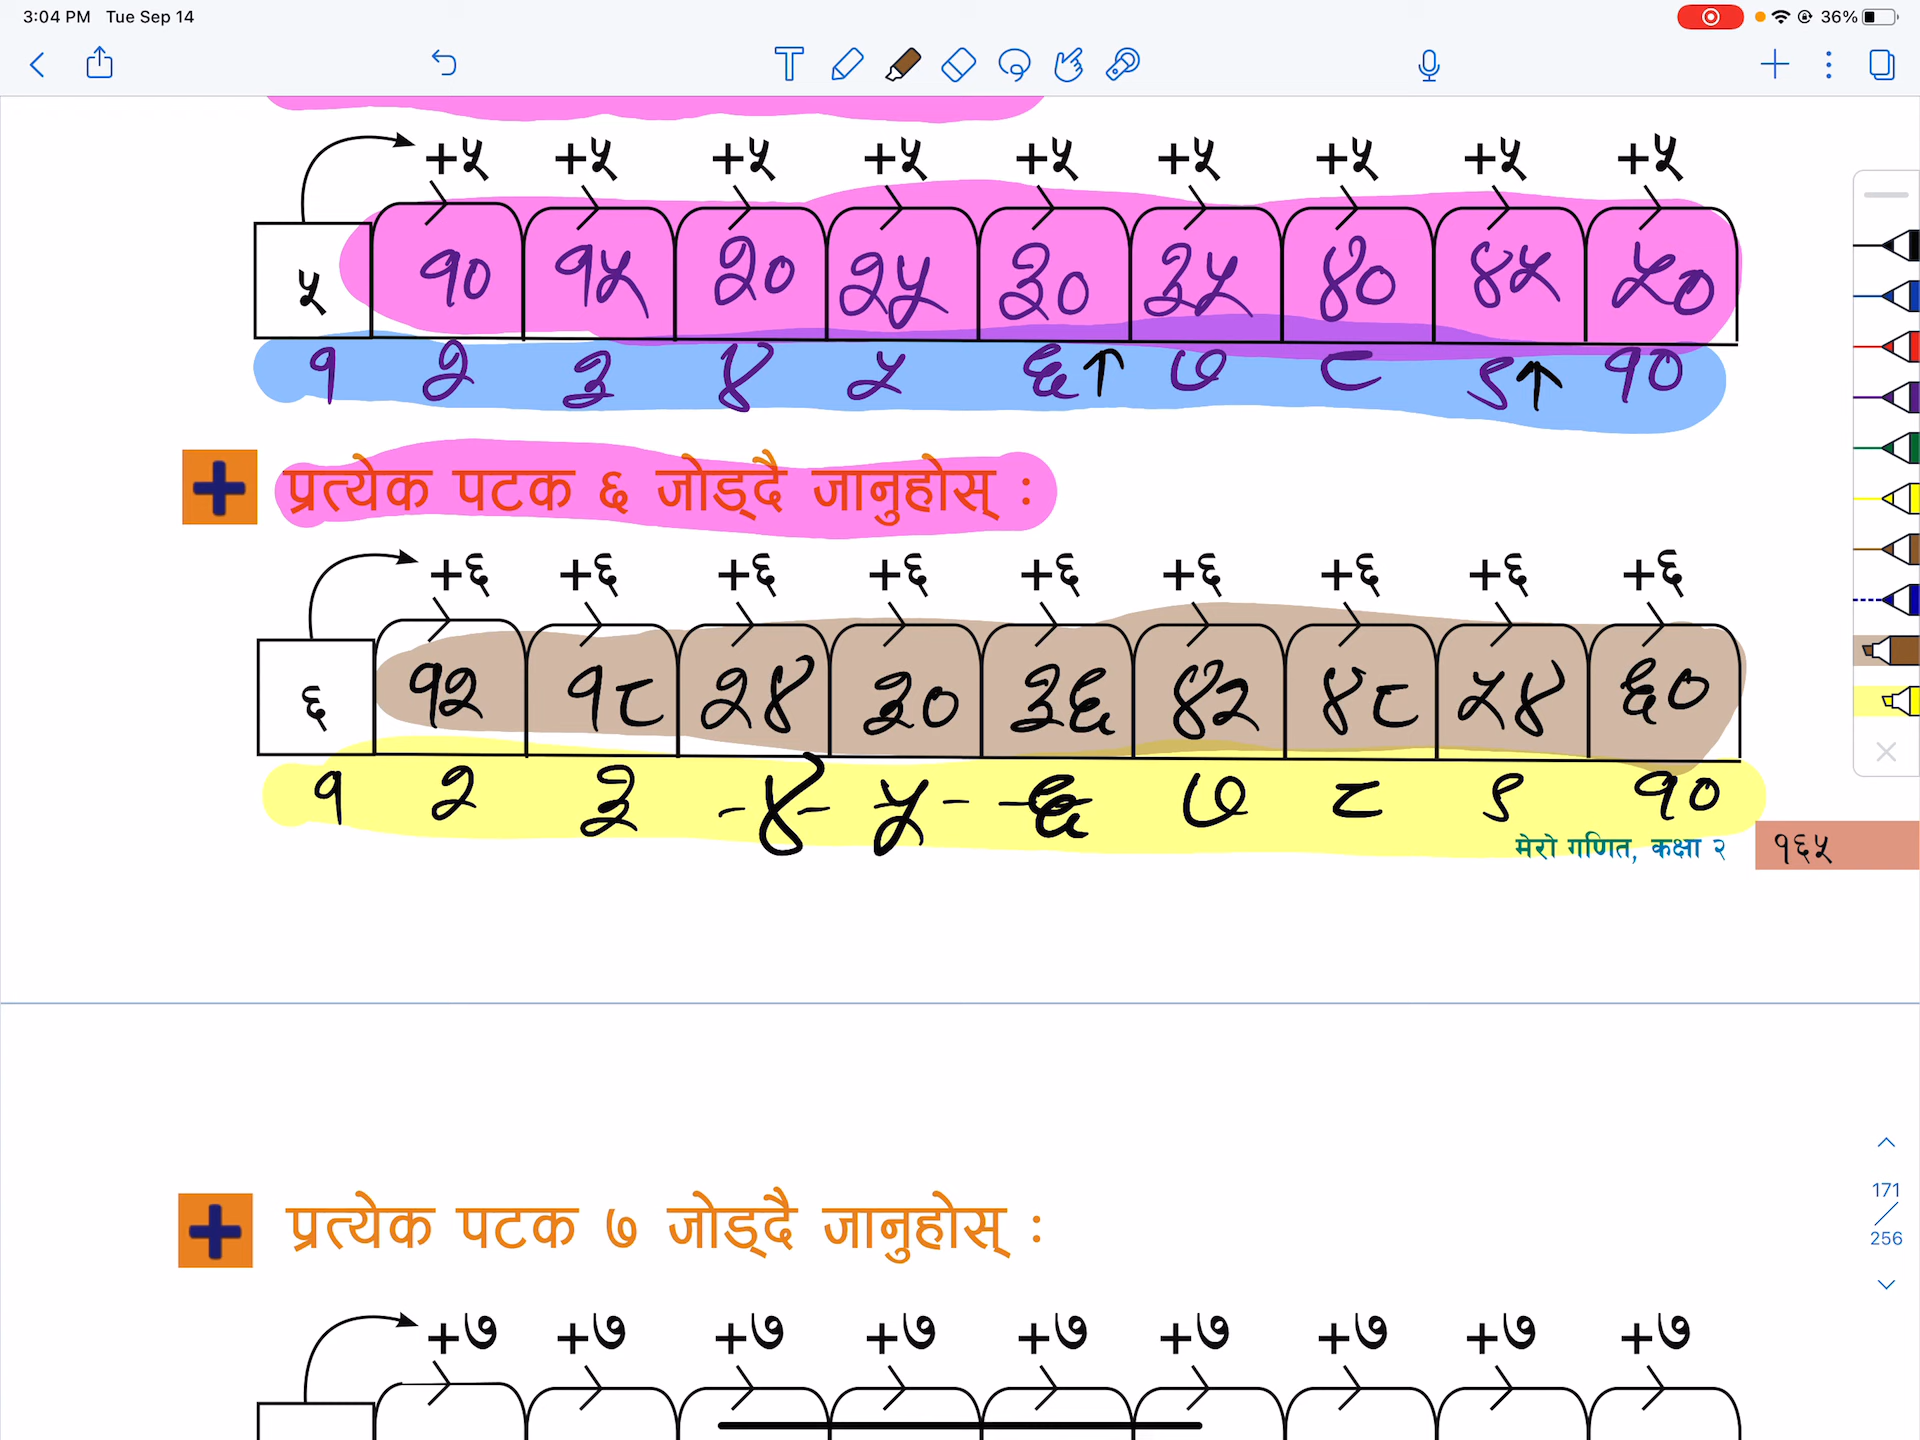 3:04 PM Tue Sep 14 36%
+५ +५ +५ +५ +५ +५ +५ +५ +५
५ १० १५ २० २५ ३० ३५ ४० ४५ ५०
१ २ ३ ४ ५ ६ ↑ ७ ८ ९ ↑ १०
प्रत्येक पटक ६ जोड्दै जानुहोस् :
+६ +६ +६ +६ +६ +६ +६ +६ +६
६ १२ १८ २४ ३० ३६ ४२ ४८ ५४ ६०
१ २ ३ -४- ५ - -६ ७ ८ ९ १०
मेरो गणित, कक्षा २ १६५
171
/
256
प्रत्येक पटक ७ जोड्दै जानुहोस् :
+७ +७ +७ +७ +७ +७ +७ +७ +७